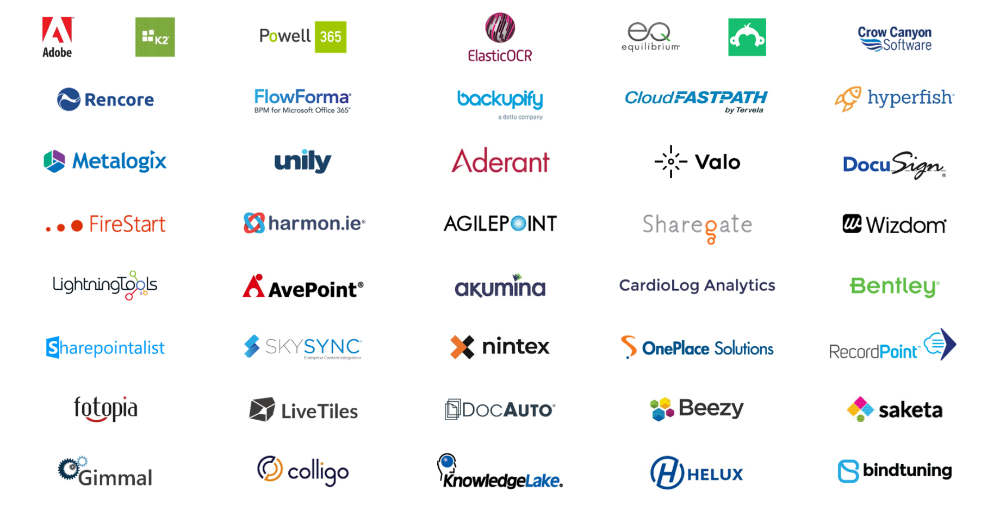 Adobe
K2
Powell 365
ElasticOCR
eQ
equilibrium
Crow Canyon
Software
Rencore
FlowForma®
BPM for Microsoft Office 365®
backupify
a datto company
CloudFASTPATH
by Tervela
hyperfish
Metalogix
unily
Aderant
Valo
DocuSign®
FireStart
harmon.ie®
AGILEPOINT
Sharegate
Wizdom
LightningTools
AvePoint®
akumina
CardioLog Analytics
Bentley®
Sharepointalist
SKYSYNC™
Enterprise Content Integration
nintex
OnePlace Solutions
RecordPoint™
fotopia
LiveTiles
DOCAUTO®
Beezy
saketa
Gimmal
colligo
KnowledgeLake®
H HELUX
bindtuning